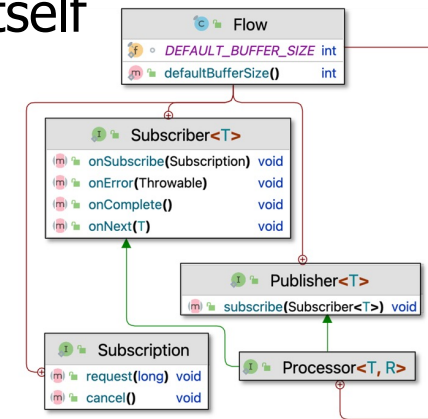 tself
Flow
DEFAULT_BUFFER_SIZE int
defaultBufferSize() int
Subscriber<T>
onSubscribe(Subscription) void
onError(Throwable) void
onComplete() void
onNext(T) void
Publisher<T>
subscribe(Subscriber<T>) void
Subscription
request(long) void
cancel() void
Processor<T, R>